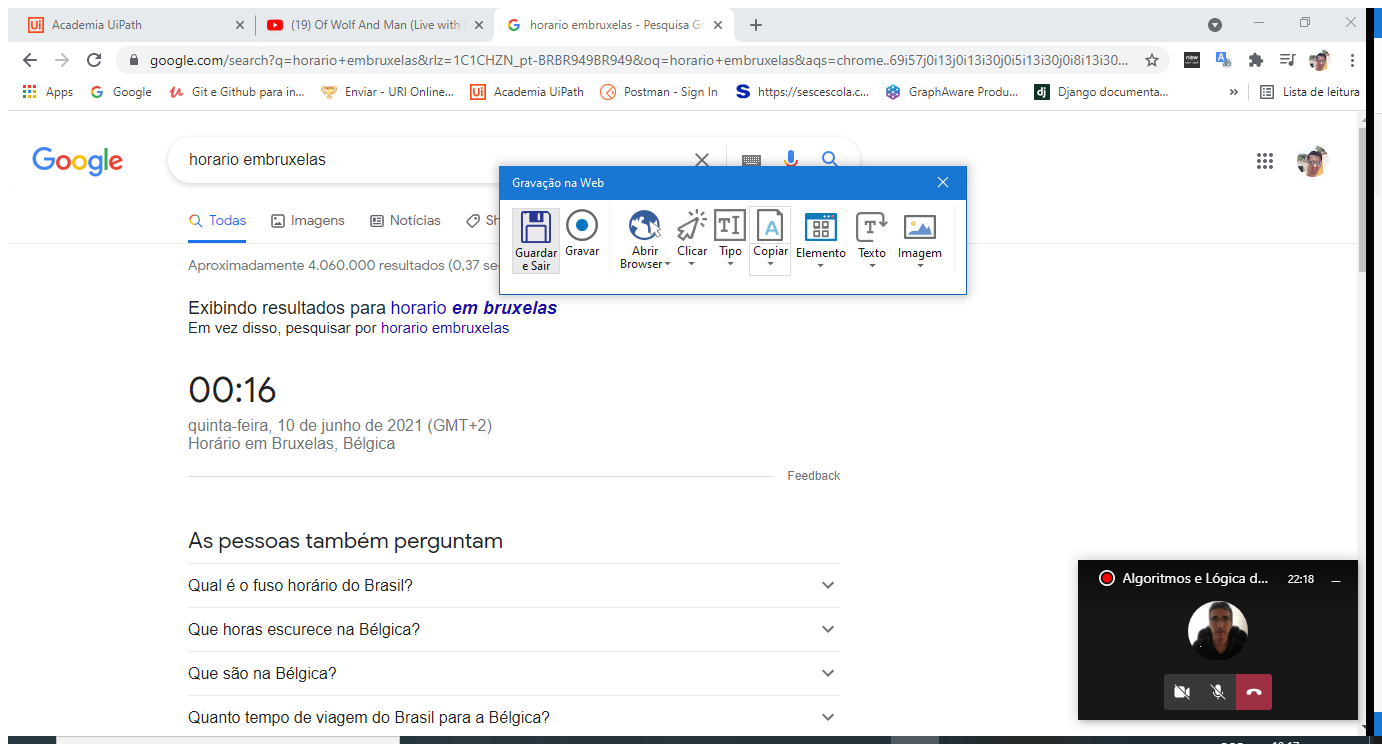 Academia UiPath
(19) Of Wolf And Man (Live with
horario embruxelas - Pesquisa Go
google.com/search?q=horario+embruxelas&rlz=1C1CHZN_pt-BRBR949BR949&oq=horario+embruxelas&aqs=chrome..69i57j0i13j0i13i30j0i5i13i30j0i8i13i30...
Apps
Google
Git e Github para in...
Enviar - URI Online...
Academia UiPath
Postman - Sign In
https://sescescola.c...
GraphAware Produ...
Django documenta...
»
Lista de leitura
Google
horario embruxelas
Gravação na Web
Todas
Imagens
Notícias
Sh
Guardar
e Sair
Gravar
Abrir
Browser
Clicar
Tipo
Copiar
Elemento
Texto
Imagem
Aproximadamente 4.060.000 resultados (0,37 se
Exibindo resultados para horario em bruxelas
Em vez disso, pesquisar por horario embruxelas
00:16
quinta-feira, 10 de junho de 2021 (GMT+2)
Horário em Bruxelas, Bélgica
Feedback
As pessoas também perguntam
Qual é o fuso horário do Brasil?
Que horas escurece na Bélgica?
Que são na Bélgica?
Quanto tempo de viagem do Brasil para a Bélgica?
Algoritmos e Lógica d...
22:18